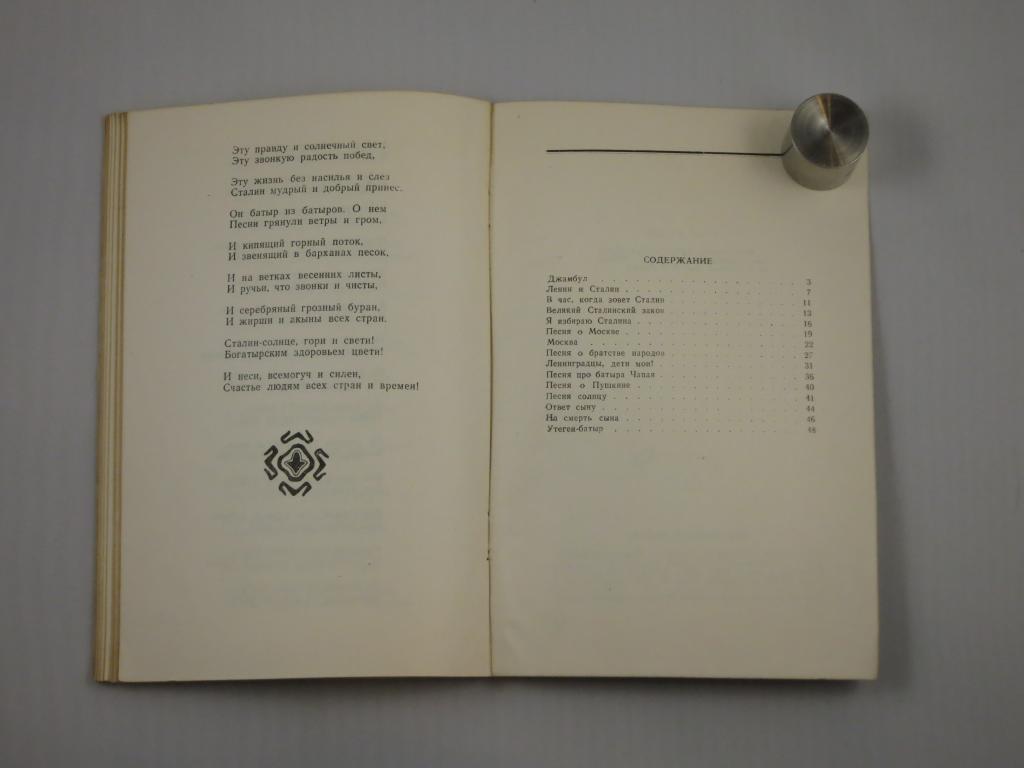 Эту правду и солнечный свет,
Эту звонкую радость побед,
Эту жизнь без насилья и слез
Сталин мудрый и добрый принес.
Он батыр из батыров. О нем
Песни грянули ветры и гром,
И кипящий горный поток,
И звенящий в барханах песок,
И на ветках весенних листы,
И ручьи, что звонки и чисты,
И серебряный грозный буран,
И жирши и акыны всех стран.
Сталин-солнце, гори и свети!
Богатырским здоровьем цвети!
И неси, всемогуч и силен,
Счастье людям всех стран и времен!
СОДЕРЖАНИЕ
Джамбул . . . . . . . . . . . . . . . 3
Ленин и Сталин . . . . . . . . . . . . . 7
В час, когда зовет Сталин . . . . . . . . . . 11
Великий Сталинский закон . . . . . . . . . . 13
Я избираю Сталина . . . . . . . . . . . . 16
Песня о Москве . . . . . . . . . . . . . 19
Москва . . . . . . . . . . . . . . . 22
Песня о братстве народов . . . . . . . . . . 27
Ленинградцы, дети мои! . . . . . . . . . . . 31
Песня про батыра Чапая . . . . . . . . . . . 36
Песня о Пушкине . . . . . . . . . . . . 40
Песня солнцу . . . . . . . . . . . . . . 41
Ответ сыну . . . . . . . . . . . . . . 44
На смерть сына . . . . . . . . . . . . . 46
Утеген-батыр . . . . . . . . . . . . . . 48